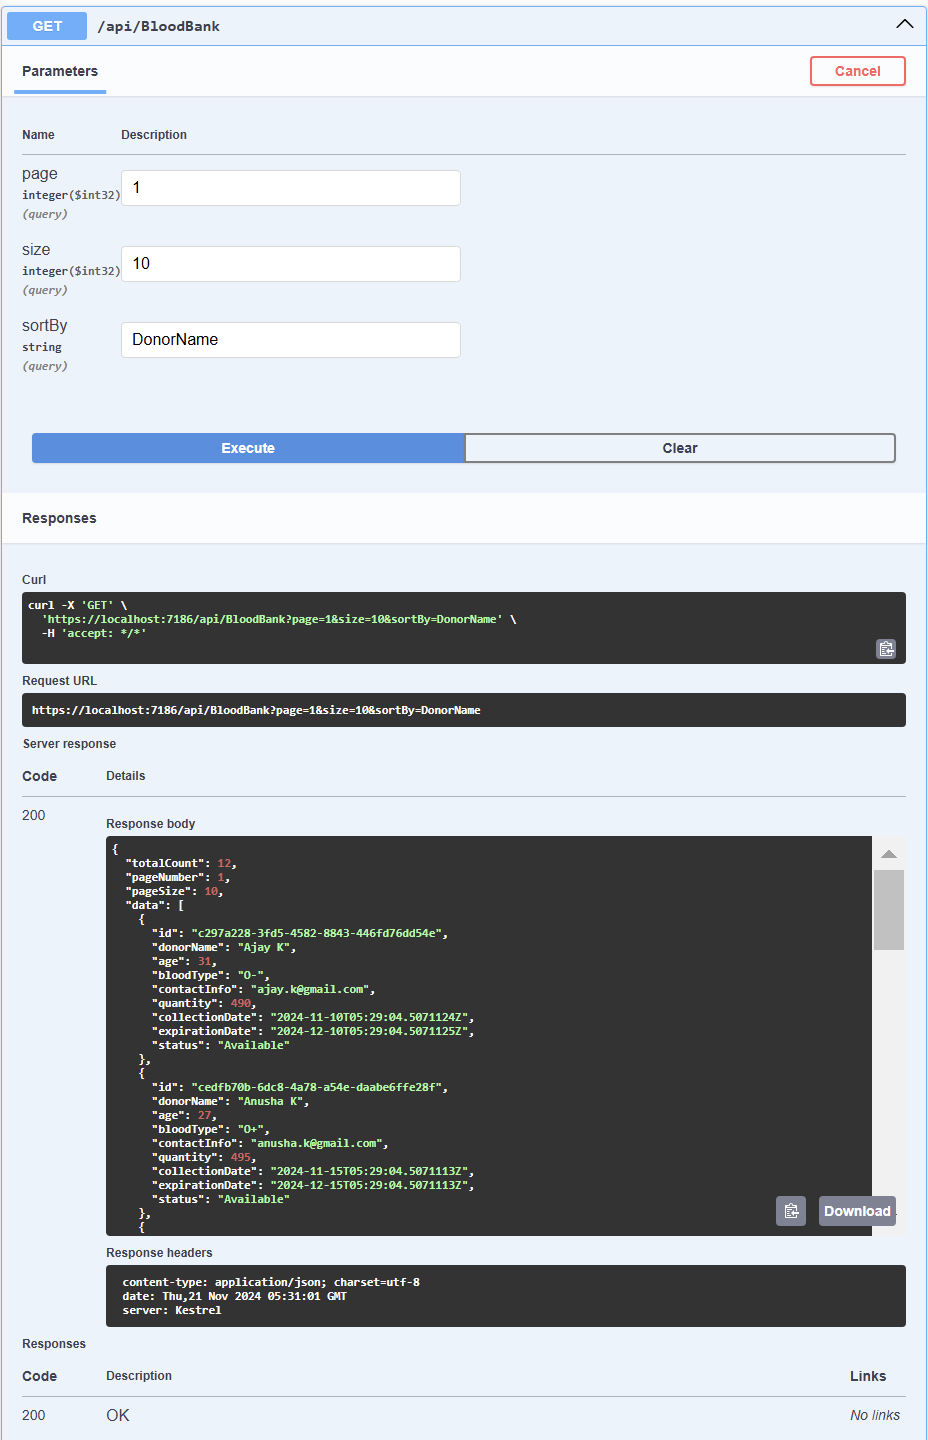 GET /api/BloodBank
Parameters
Cancel
Name Description
page
integer($int32)
(query)
1
size
integer($int32)
(query)
10
sortBy
string
(query)
DonorName
Execute
Clear
Responses
Curl
curl -X 'GET' \
'https://localhost:7186/api/BloodBank?page=1&size=10&sortBy=DonorName' \
-H 'accept: */*'
Request URL
https://localhost:7186/api/BloodBank?page=1&size=10&sortBy=DonorName
Server response
Code Details
200
Response body
{
"totalCount": 12,
"pageNumber": 1,
"pageSize": 10,
"data": [
{
"id": "c297a228-3fd5-4582-8843-446fd76dd54e",
"donorName": "Ajay K",
"age": 31,
"bloodType": "O-",
"contactInfo": "ajay.k@gmail.com",
"quantity": 490,
"collectionDate": "2024-11-10T05:29:04.5071124Z",
"expirationDate": "2024-12-10T05:29:04.5071125Z",
"status": "Available"
},
{
"id": "cedfb70b-6dc8-4a78-a54e-daabe6ffe28f",
"donorName": "Anusha K",
"age": 27,
"bloodType": "O+",
"contactInfo": "anusha.k@gmail.com",
"quantity": 495,
"collectionDate": "2024-11-15T05:29:04.5071113Z",
"expirationDate": "2024-12-15T05:29:04.5071113Z",
"status": "Available"
},
{
Download
Response headers
content-type: application/json; charset=utf-8
date: Thu,21 Nov 2024 05:31:01 GMT
server: Kestrel
Responses
Code Description Links
200 OK No links